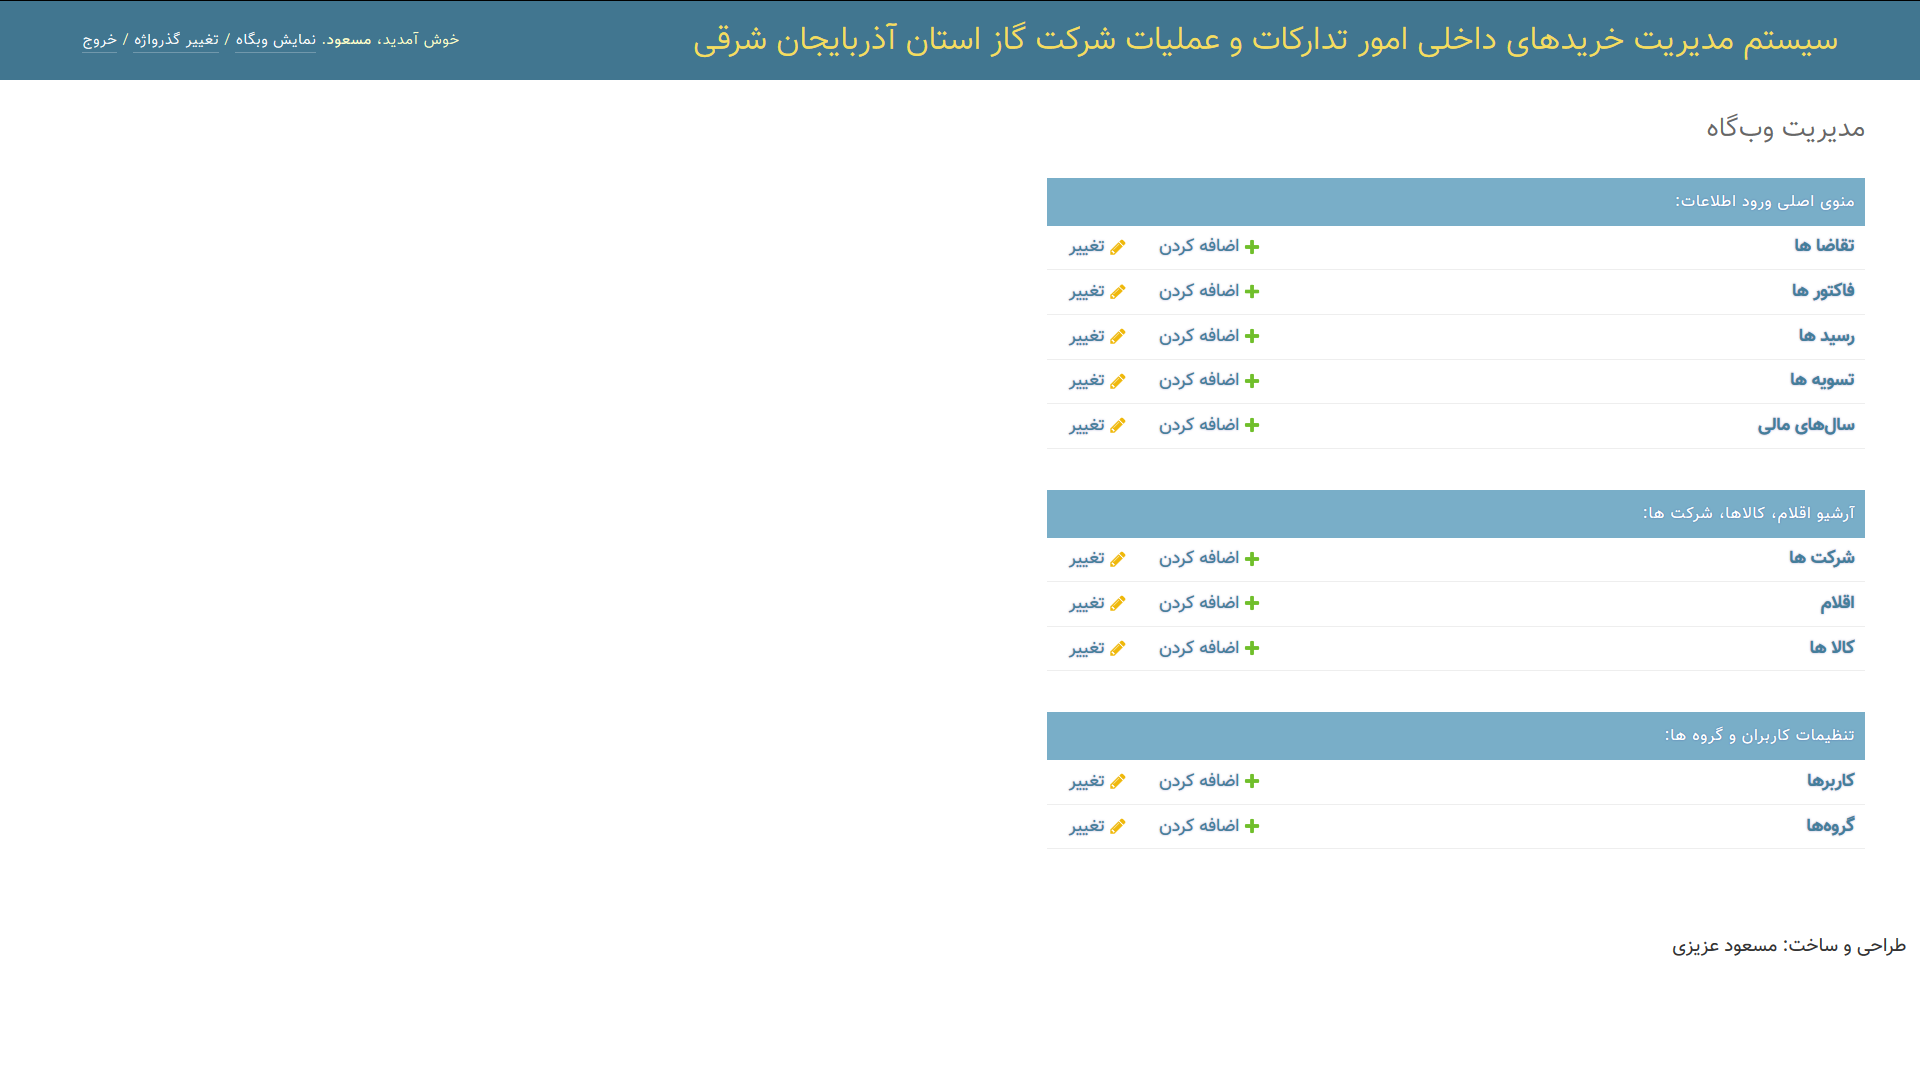 سیستم مدیریت خریدهای داخلی امور تدارکات و عملیات شرکت گاز استان آذربایجان شرقی
خوش آمدید، مسعود. نمایش وبگاه / تغییر گذرواژه / خروج
مدیریت وب‌گاه
منوی اصلی ورود اطلاعات:
تقاضا ها اضافه کردن تغییر
فاکتور ها اضافه کردن تغییر
رسید ها اضافه کردن تغییر
تسویه ها اضافه کردن تغییر
سال‌های مالی اضافه کردن تغییر
آرشیو اقلام، کالاها، شرکت ها:
شرکت ها اضافه کردن تغییر
اقلام اضافه کردن تغییر
کالا ها اضافه کردن تغییر
تنظیمات کاربران و گروه ها:
کاربرها اضافه کردن تغییر
گروه‌ها اضافه کردن تغییر
طراحی و ساخت: مسعود عزیزی